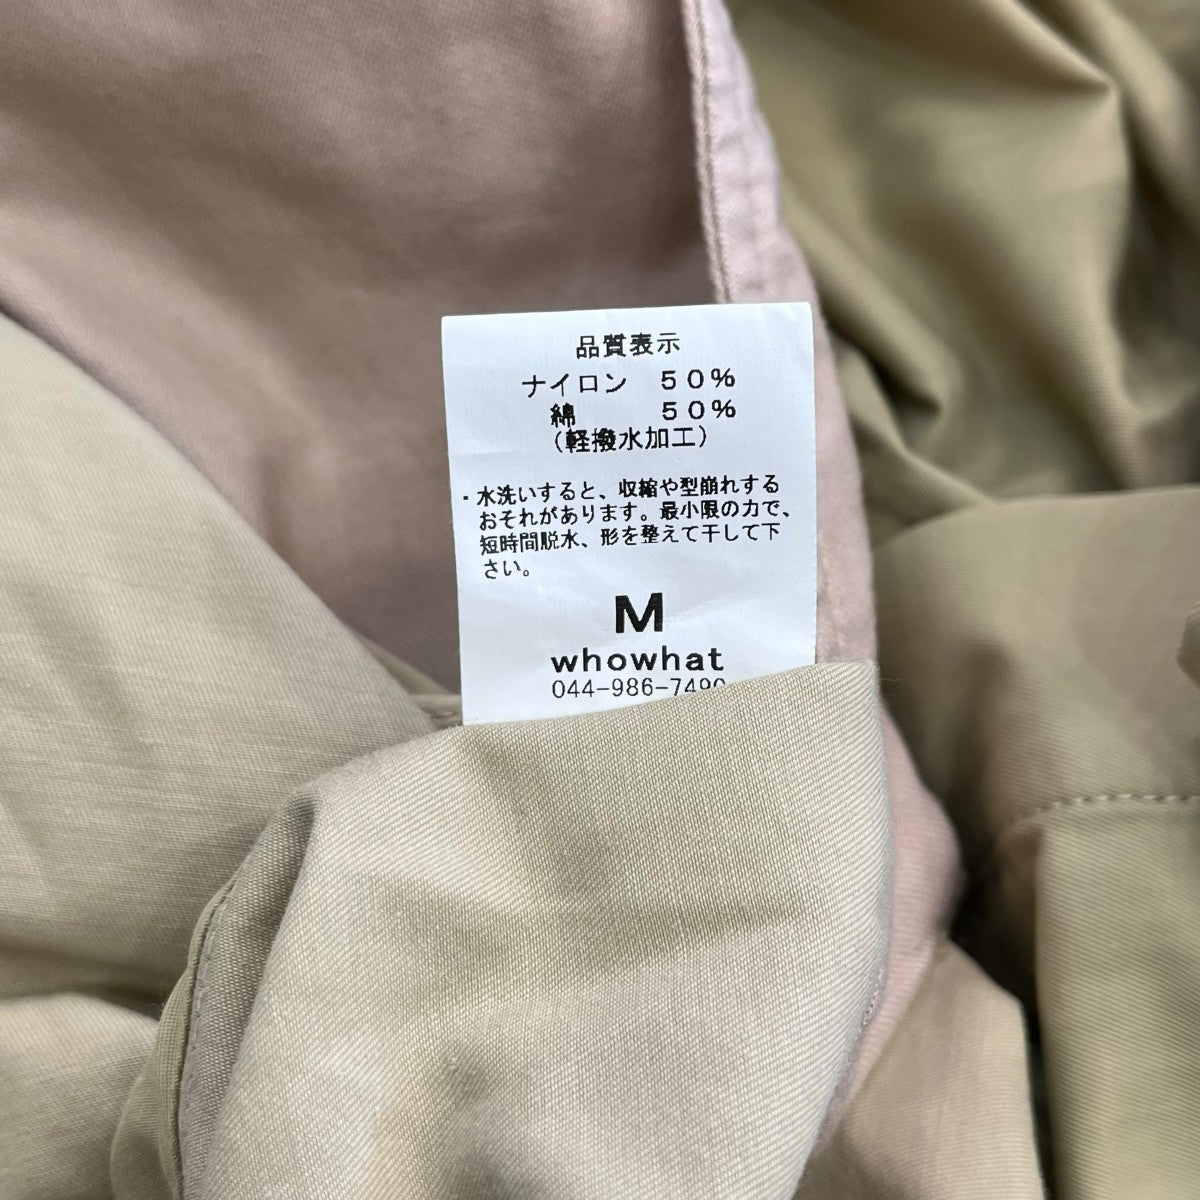 品質表示
ナイロン　50%
綿　50%
(軽撥水加工)
・水洗いすると、収縮や型崩れする
おそれがあります。最小限の力で、
短時間脱水、形を整えて干して下
さい。
M
whowhat
044-986-7490